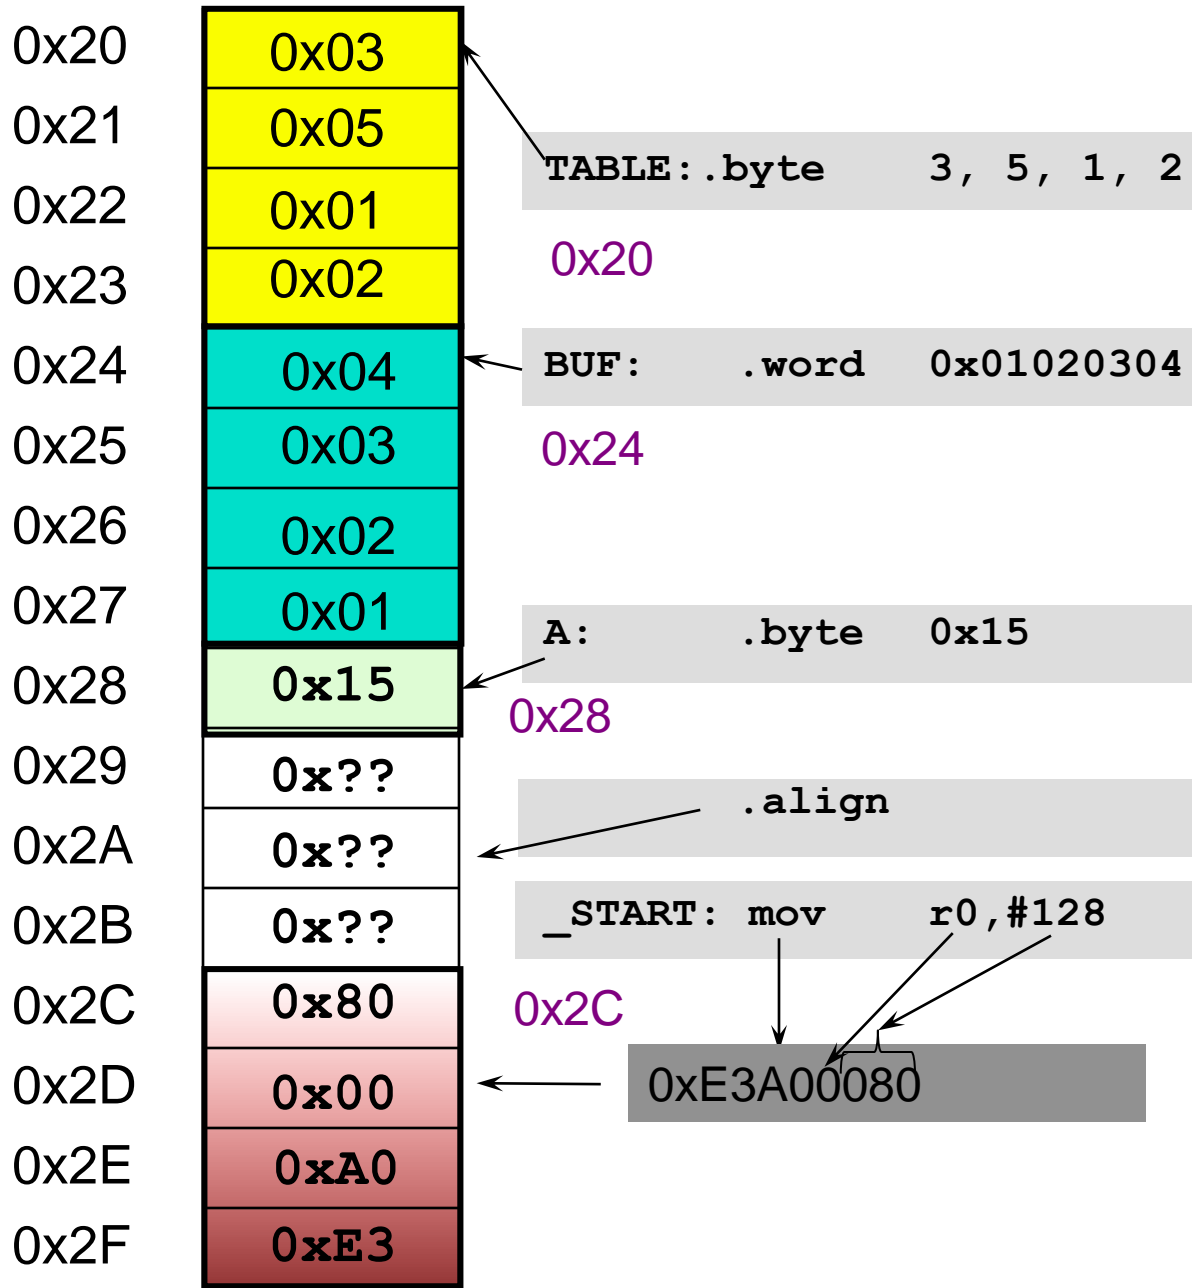 0x20 0x03
0x21 0x05
TABLE:.byte 3, 5, 1, 2
0x22 0x01
0x20
0x23 0x02
0x24 0x04
BUF: .word 0x01020304
0x25 0x03
0x24
0x26 0x02
0x27 0x01
A: .byte 0x15
0x28 0x15
0x28
0x29 0x??
.align
0x2A 0x??
0x2B 0x??
_START: mov r0,#128
0x2C 0x80
0x2C
0x2D 0x00
0xE3A00080
0x2E 0xA0
0x2F 0xE3